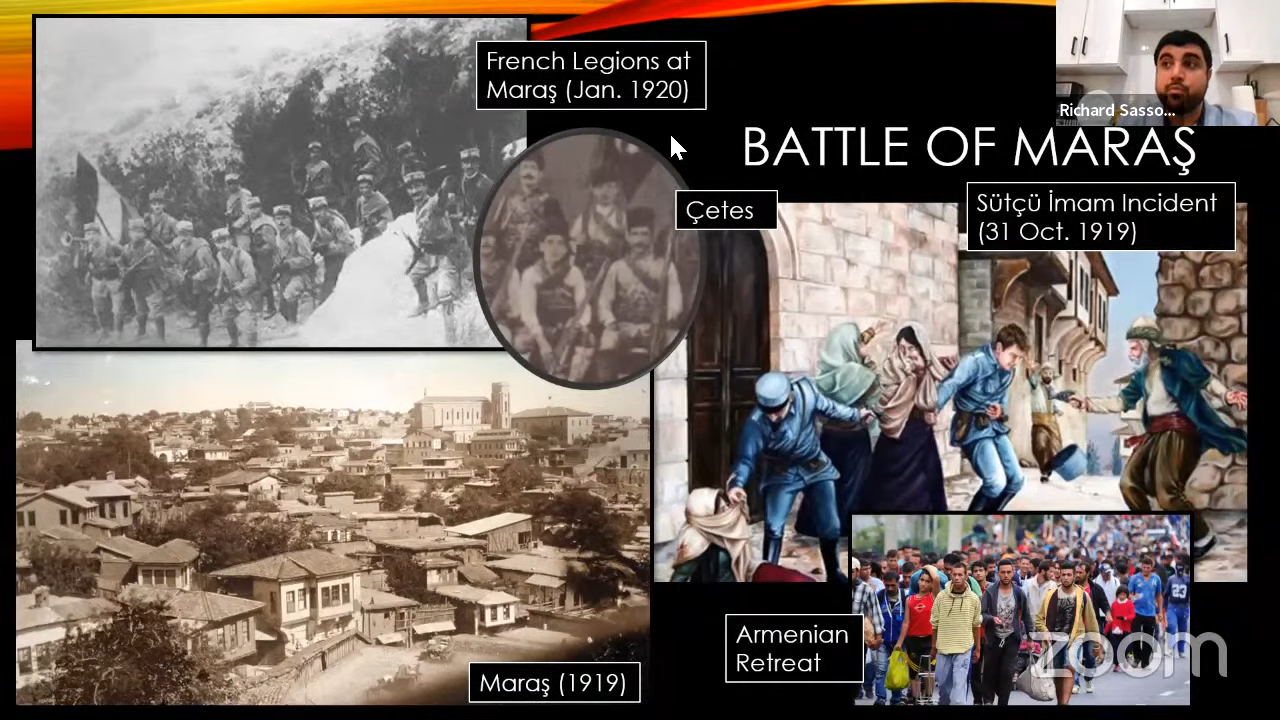 French Legions at
Maraş (Jan. 1920)
Richard Sasso...
BATTLE OF MARAŞ
Çetes
Sütçü İmam Incident
(31 Oct. 1919)
23
Armenian
Retreat
zoom
Maraş (1919)